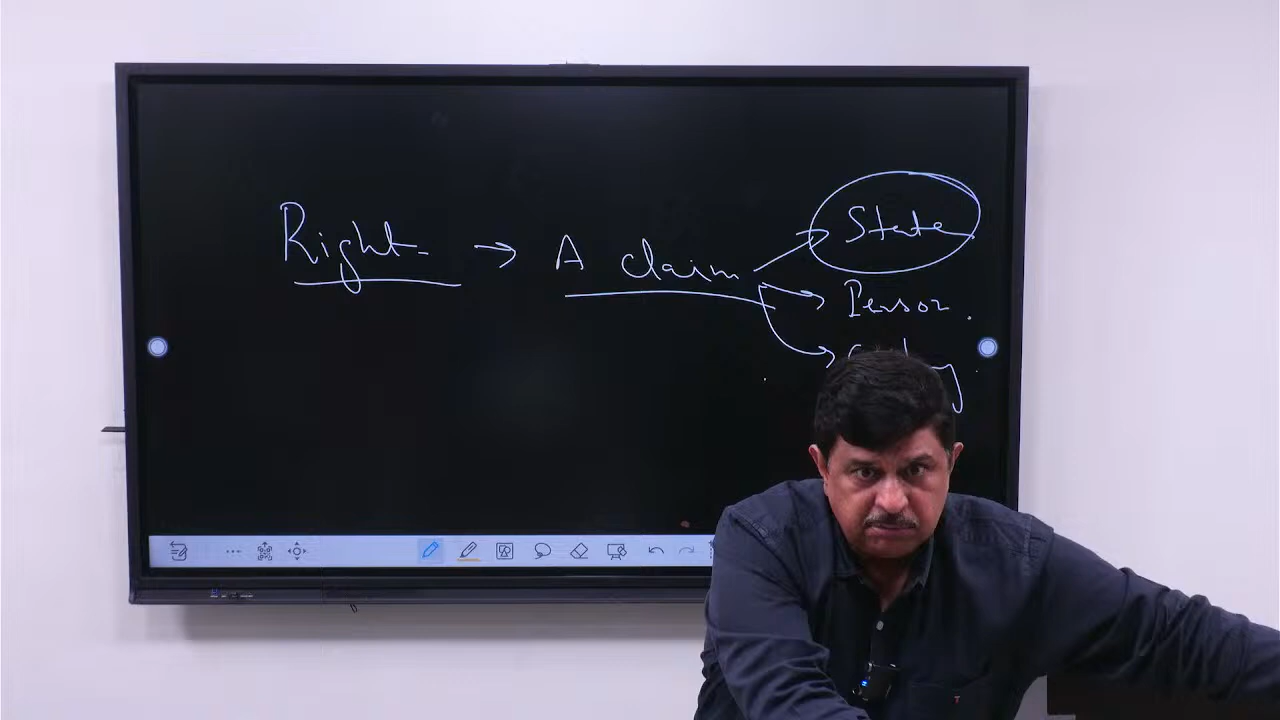 Right → A claim → State
→ Person.